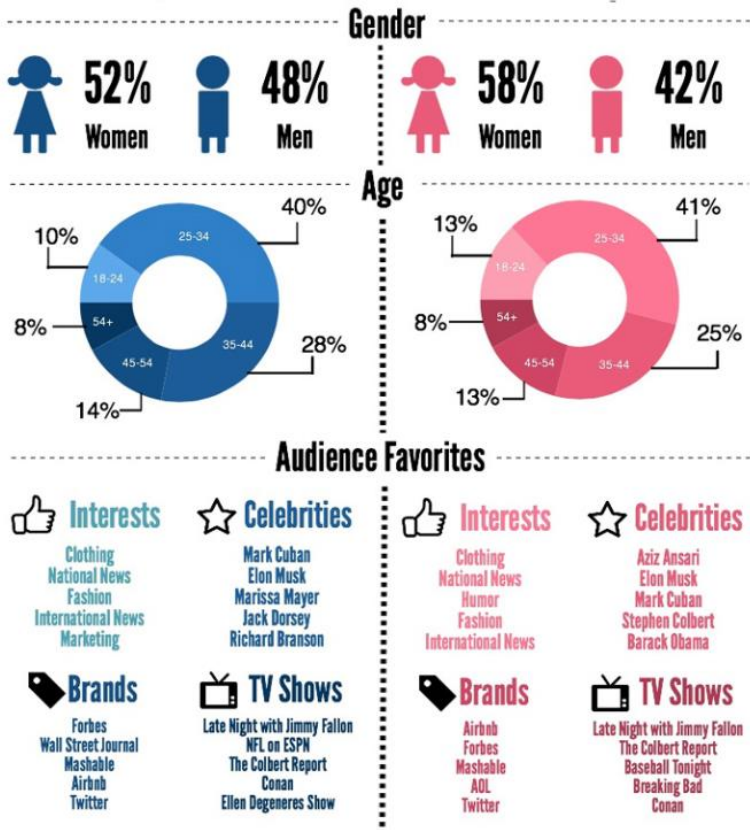 Gender
52%
Women
48%
Men
58%
Women
42%
Men
Age
40%
10%
25-34
18-24
8%
54+
35-44
28%
45-54
14%
41%
13%
25-34
18-24
8%
54+
25%
45-54
35-44
13%
Audience Favorites
Interests
Clothing
National News
Fashion
International News
Marketing
Celebrities
Mark Cuban
Elon Musk
Marissa Mayer
Jack Dorsey
Richard Branson
Brands
Forbes
Wall Street Journal
Mashable
Airbnb
Twitter
TV Shows
Late Night with Jimmy Fallon
NFL on ESPN
The Colbert Report
Conan
Ellen Degeneres Show
Interests
Clothing
National News
Humor
Fashion
International News
Celebrities
Aziz Ansari
Elon Musk
Mark Cuban
Stephen Colbert
Barack Obama
Brands
Airbnb
Forbes
Mashable
AOL
Twitter
TV Shows
Late Night with Jimmy Fallon
The Colbert Report
Baseball Tonight
Breaking Bad
Conan